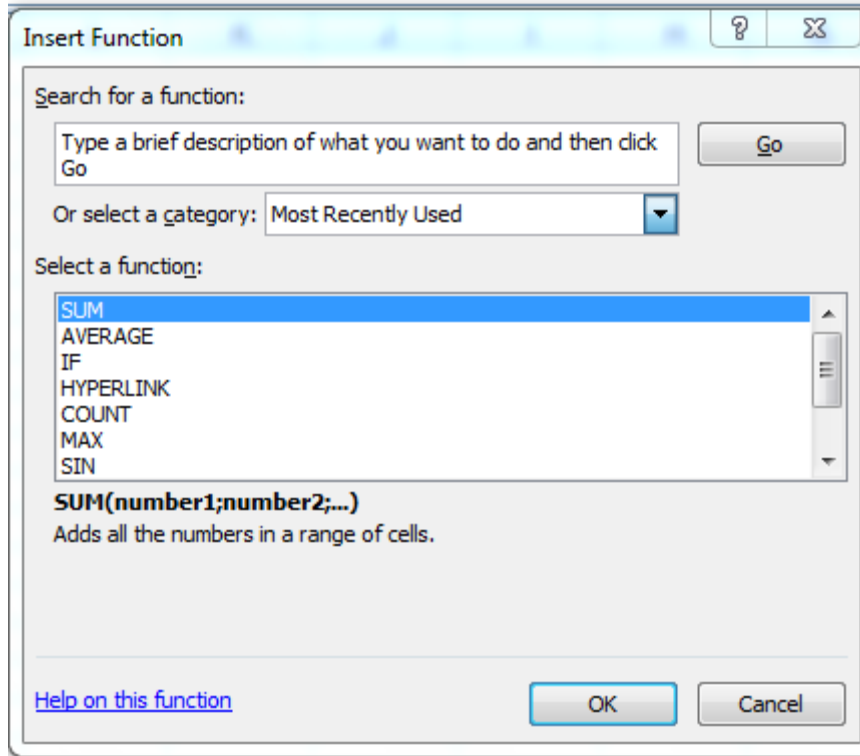 Insert Function
Search for a function:
Type a brief description of what you want to do and then click
Go
Go
Or select a category: Most Recently Used
Select a function:
SUM
AVERAGE
IF
HYPERLINK
COUNT
MAX
SIN
SUM(number1;number2;...)
Adds all the numbers in a range of cells.
Help on this function
OK
Cancel